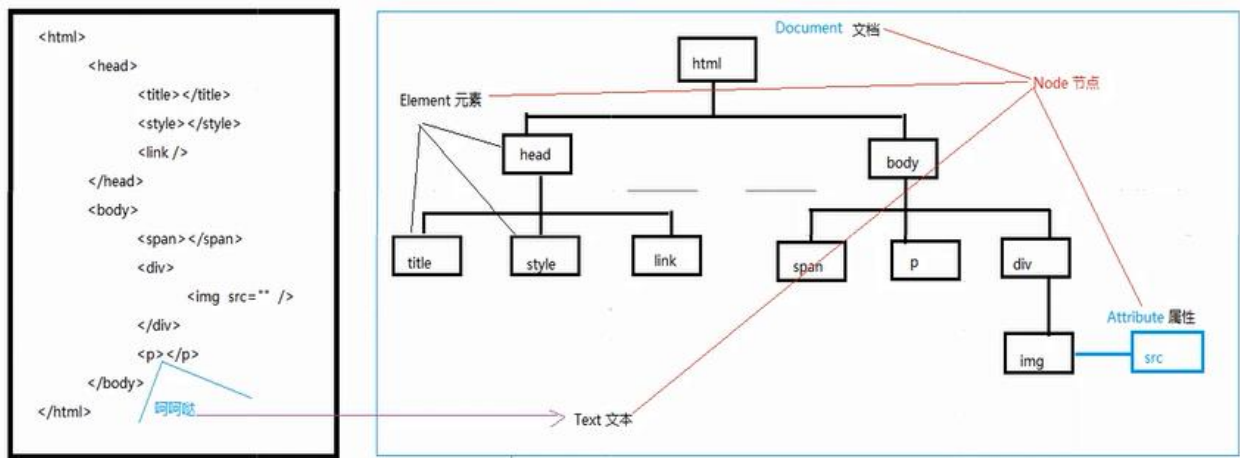 <html>
<head>
<title></title>
<style></style>
<link />
</head>
<body>
<span></span>
<div>
<img src="" />
</div>
<p></p>
</body>
</html>
呵呵哒
Document 文档
html
Node 节点
Element 元素
head
body
title
style
link
span
p
div
Attribute 属性
img
src
Text 文本